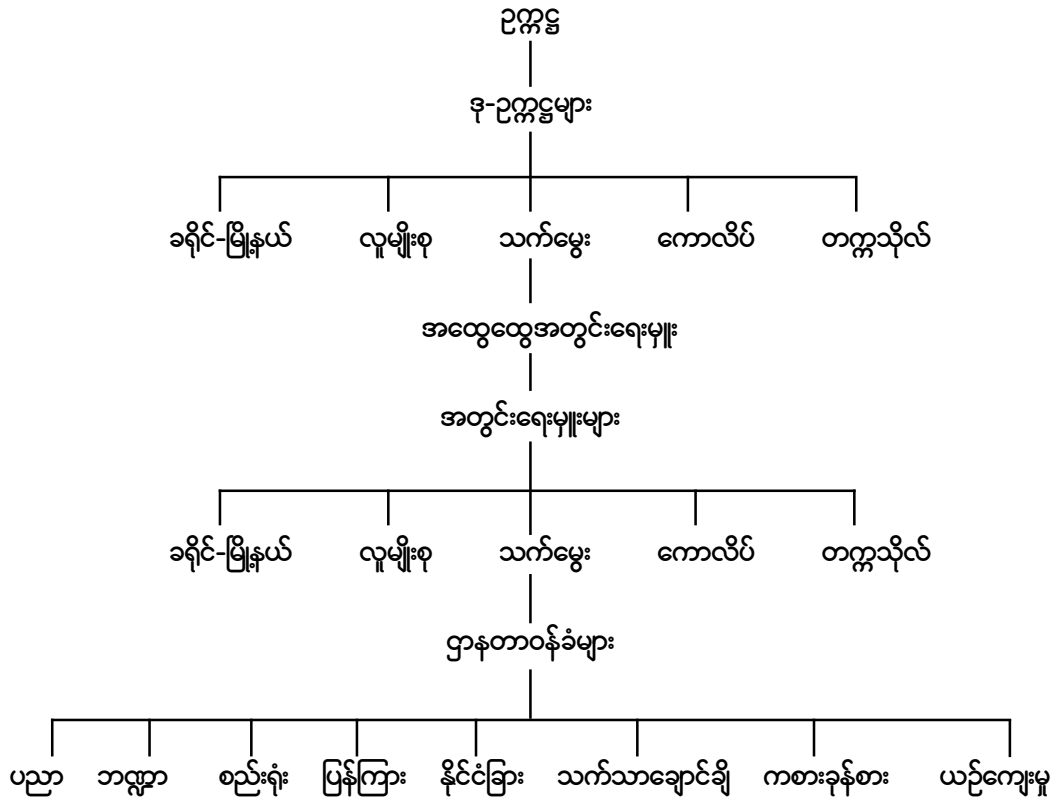 ဥက္ကဋ္ဌ
ဒု-ဥက္ကဋ္ဌများ
ခရိုင်-မြို့နယ် လူမျိုးစု သက်မွေး ကောလိပ် တက္ကသိုလ်
အထွေထွေအတွင်းရေးမှူး
အတွင်းရေးမှူးများ
ခရိုင်-မြို့နယ် လူမျိုးစု သက်မွေး ကောလိပ် တက္ကသိုလ်
ဌာနတာဝန်ခံများ
ပညာ ဘဏ္ဍာ စည်းရုံး ပြန်ကြား နိုင်ငံခြား သက်သာချောင်ချိ ကစားခုန်စား ယဉ်ကျေးမှု